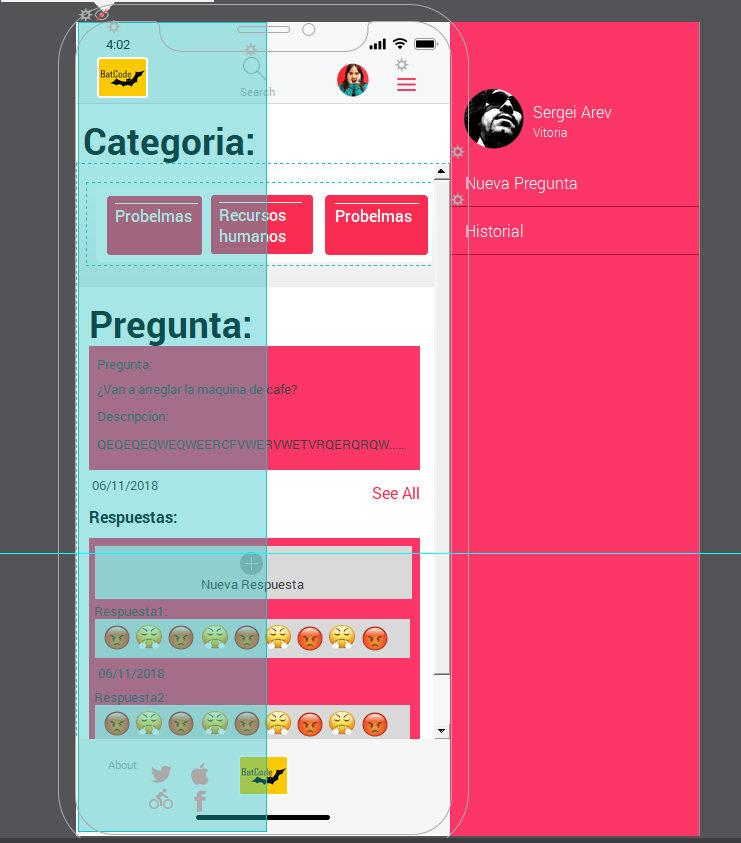 4:02
BatCode
Search
Sergei Arev
Vitoria
Nueva Pregunta
Historial
Categoria:
Probelmas
Recursos
humanos
Probelmas
Pregunta:
Pregunta:
¿Van a arreglar la maquina de cafe?
Descripcion:
QEQEQEQWEQWEERCFVWERVWETVRQERQRQW......
06/11/2018
See All
Respuestas:
Nueva Respuesta
Respuesta1:
06/11/2018
Respuesta2:
About
BatCode